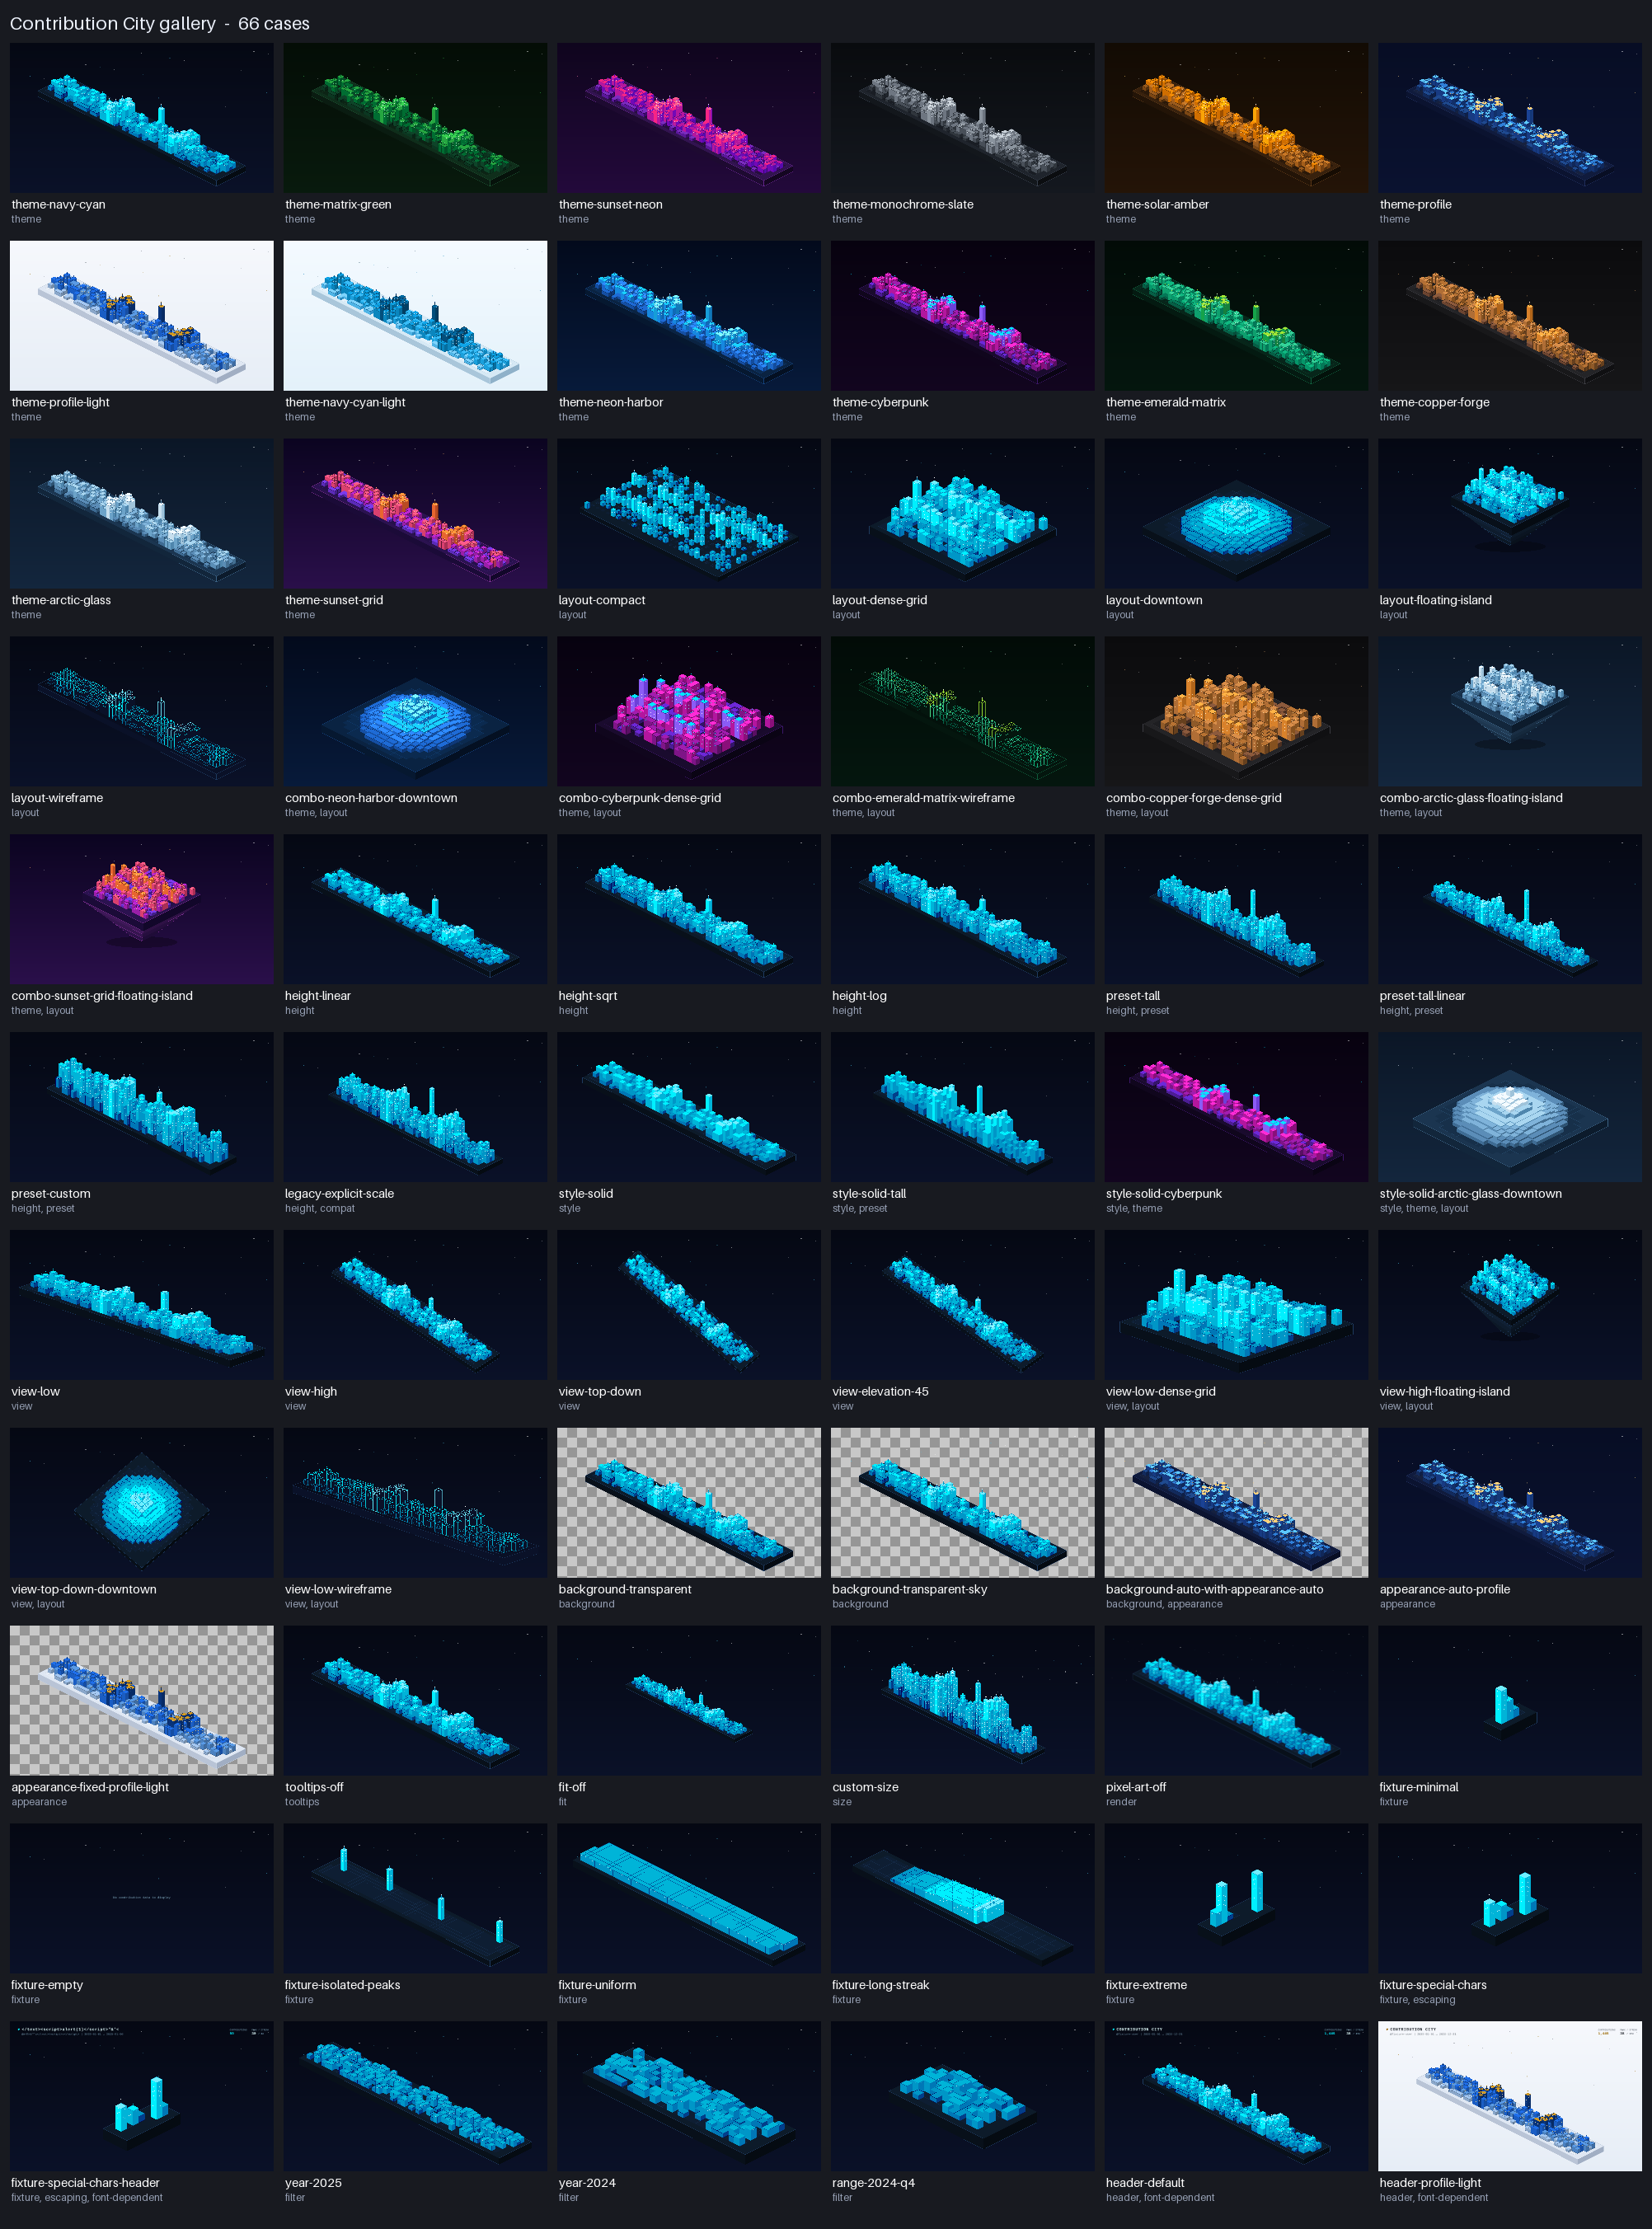 Contribution City gallery - 66 cases
theme-navy-cyan
theme
theme-matrix-green
theme
theme-sunset-neon
theme
theme-monochrome-slate
theme
theme-solar-amber
theme
theme-profile
theme
theme-profile-light
theme
theme-navy-cyan-light
theme
theme-neon-harbor
theme
theme-cyberpunk
theme
theme-emerald-matrix
theme
theme-copper-forge
theme
theme-arctic-glass
theme
theme-sunset-grid
theme
layout-compact
layout
layout-dense-grid
layout
layout-downtown
layout
layout-floating-island
layout
layout-wireframe
layout
combo-neon-harbor-downtown
theme, layout
combo-cyberpunk-dense-grid
theme, layout
combo-emerald-matrix-wireframe
theme, layout
combo-copper-forge-dense-grid
theme, layout
combo-arctic-glass-floating-island
theme, layout
combo-sunset-grid-floating-island
theme, layout
height-linear
height
height-sqrt
height
height-log
height
preset-tall
height, preset
preset-tall-linear
height, preset
preset-custom
height, preset
legacy-explicit-scale
height, compat
style-solid
style
style-solid-tall
style, preset
style-solid-cyberpunk
style, theme
style-solid-arctic-glass-downtown
style, theme, layout
view-low
view
view-high
view
view-top-down
view
view-elevation-45
view
view-low-dense-grid
view, layout
view-high-floating-island
view, layout
view-top-down-downtown
view, layout
view-low-wireframe
view, layout
background-transparent
background
background-transparent-sky
background
background-auto-with-appearance-auto
background, appearance
appearance-auto-profile
appearance
appearance-fixed-profile-light
appearance
tooltips-off
tooltips
fit-off
fit
custom-size
size
pixel-art-off
render
fixture-minimal
fixture
No contribution data to display
fixture-empty
fixture
fixture-isolated-peaks
fixture
fixture-uniform
fixture
fixture-long-streak
fixture
fixture-extreme
fixture
fixture-special-chars
fixture, escaping
fixture-special-chars-header
fixture, escaping, font-dependent
year-2025
filter
year-2024
filter
range-2024-q4
filter
CONTRIBUTION CITY
header-default
header, font-dependent
CONTRIBUTION CITY
header-profile-light
header, font-dependent